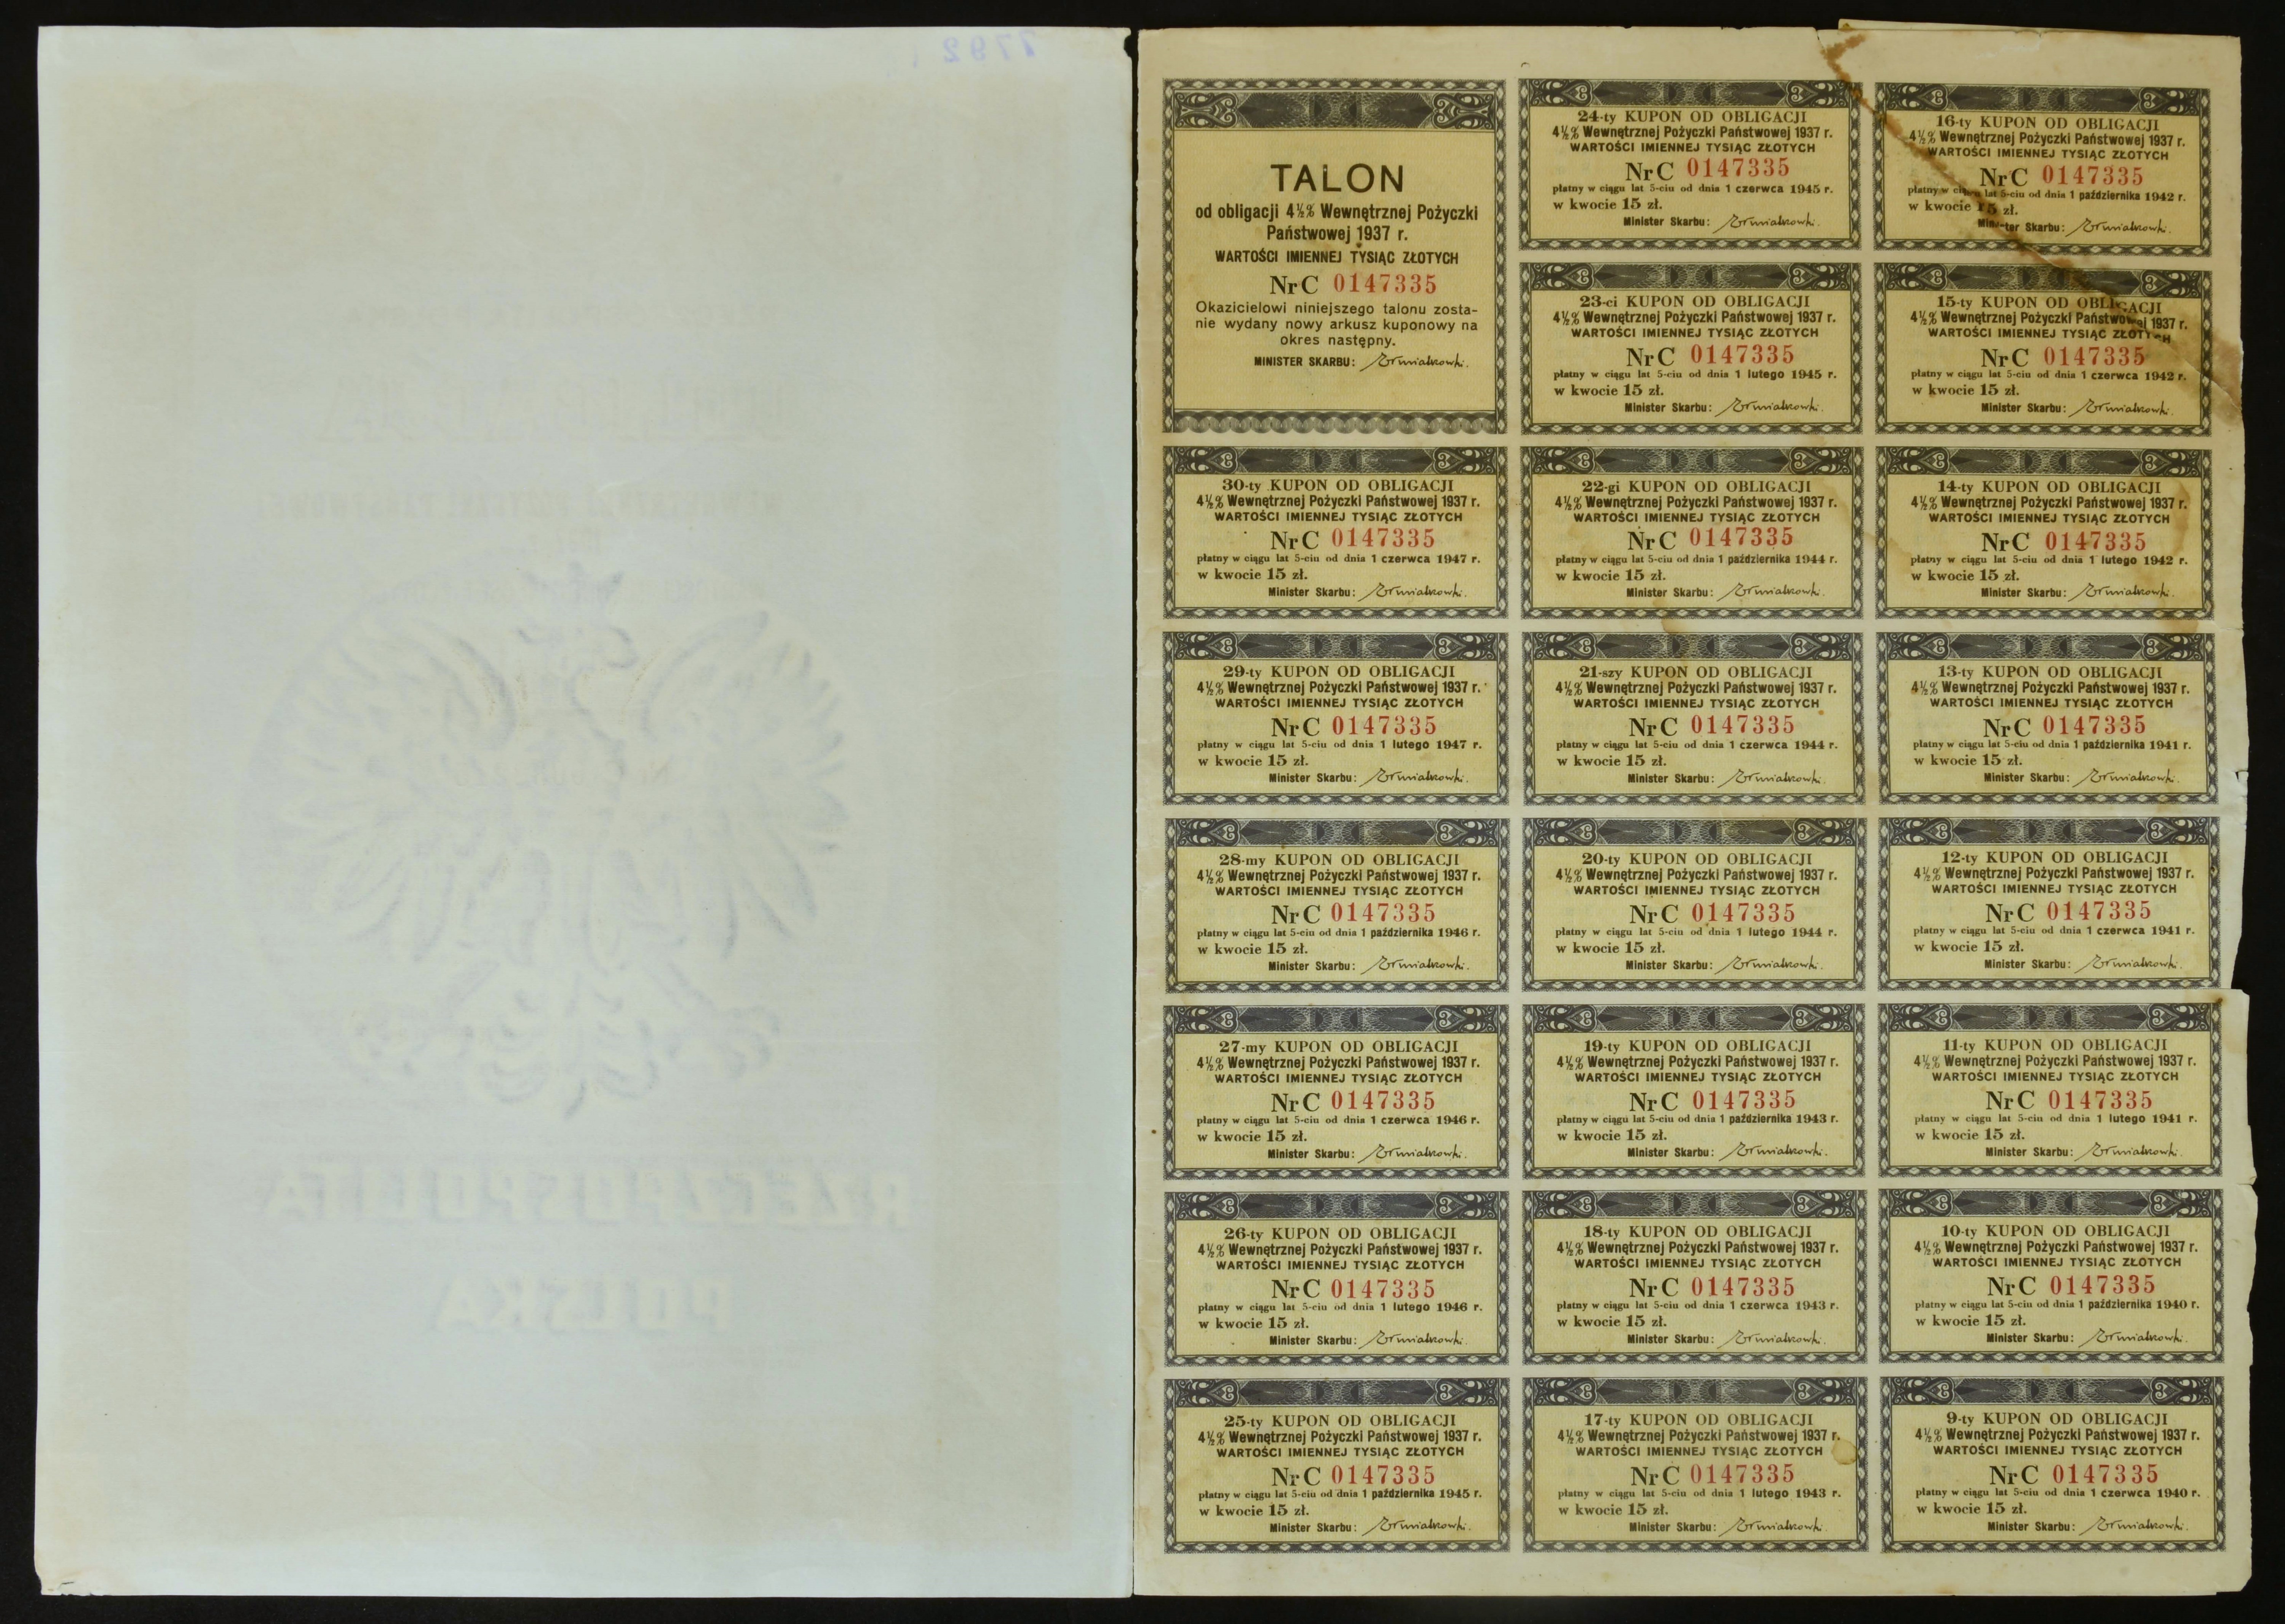 7792
RZECZPOSPOLITA
POLSKA
TALON
od obligacji 4½% Wewnętrznej Pożyczki
Państwowej 1937 r.
WARTOŚCI IMIENNEJ TYSIĄC ZŁOTYCH
Nr C 0147335
Okazicielowi niniejszego talonu zosta-
nie wydany nowy arkusz kuponowy na
okres następny.
MINISTER SKARBU:
30-ty KUPON OD OBLIGACJI
4½% Wewnętrznej Pożyczki Państwowej 1937 r.
WARTOŚCI IMIENNEJ TYSIĄC ZŁOTYCH
Nr C 0147335
płatny w ciągu lat 5-ciu od dnia 1 czerwca 1947 r.
w kwocie 15 zł.
Minister Skarbu:
29-ty KUPON OD OBLIGACJI
4½% Wewnętrznej Pożyczki Państwowej 1937 r.
WARTOŚCI IMIENNEJ TYSIĄC ZŁOTYCH
Nr C 0147335
płatny w ciągu lat 5-ciu od dnia 1 lutego 1947 r.
w kwocie 15 zł.
Minister Skarbu:
28-my KUPON OD OBLIGACJI
4½% Wewnętrznej Pożyczki Państwowej 1937 r.
WARTOŚCI IMIENNEJ TYSIĄC ZŁOTYCH
Nr C 0147335
płatny w ciągu lat 5-ciu od dnia 1 października 1946 r.
w kwocie 15 zł.
Minister Skarbu:
27-my KUPON OD OBLIGACJI
4½% Wewnętrznej Pożyczki Państwowej 1937 r.
WARTOŚCI IMIENNEJ TYSIĄC ZŁOTYCH
Nr C 0147335
płatny w ciągu lat 5-ciu od dnia 1 czerwca 1946 r.
w kwocie 15 zł.
Minister Skarbu:
26-ty KUPON OD OBLIGACJI
4½% Wewnętrznej Pożyczki Państwowej 1937 r.
WARTOŚCI IMIENNEJ TYSIĄC ZŁOTYCH
Nr C 0147335
płatny w ciągu lat 5-ciu od dnia 1 lutego 1946 r.
w kwocie 15 zł.
Minister Skarbu:
25-ty KUPON OD OBLIGACJI
4½% Wewnętrznej Pożyczki Państwowej 1937 r.
WARTOŚCI IMIENNEJ TYSIĄC ZŁOTYCH
Nr C 0147335
płatny w ciągu lat 5-ciu od dnia 1 października 1945 r.
w kwocie 15 zł.
Minister Skarbu:
24-ty KUPON OD OBLIGACJI
4½% Wewnętrznej Pożyczki Państwowej 1937 r.
WARTOŚCI IMIENNEJ TYSIĄC ZŁOTYCH
Nr C 0147335
płatny w ciągu lat 5-ciu od dnia 1 czerwca 1945 r.
w kwocie 15 zł.
Minister Skarbu:
23-ci KUPON OD OBLIGACJI
4½% Wewnętrznej Pożyczki Państwowej 1937 r.
WARTOŚCI IMIENNEJ TYSIĄC ZŁOTYCH
Nr C 0147335
płatny w ciągu lat 5-ciu od dnia 1 lutego 1945 r.
w kwocie 15 zł.
Minister Skarbu:
22-gi KUPON OD OBLIGACJI
4½% Wewnętrznej Pożyczki Państwowej 1937 r.
WARTOŚCI IMIENNEJ TYSIĄC ZŁOTYCH
Nr C 0147335
płatny w ciągu lat 5-ciu od dnia 1 października 1944 r.
w kwocie 15 zł.
Minister Skarbu:
21-szy KUPON OD OBLIGACJI
4½% Wewnętrznej Pożyczki Państwowej 1937 r.
WARTOŚCI IMIENNEJ TYSIĄC ZŁOTYCH
Nr C 0147335
płatny w ciągu lat 5-ciu od dnia 1 czerwca 1944 r.
w kwocie 15 zł.
Minister Skarbu:
20-ty KUPON OD OBLIGACJI
4½% Wewnętrznej Pożyczki Państwowej 1937 r.
WARTOŚCI IMIENNEJ TYSIĄC ZŁOTYCH
Nr C 0147335
płatny w ciągu lat 5-ciu od dnia 1 lutego 1944 r.
w kwocie 15 zł.
Minister Skarbu:
19-ty KUPON OD OBLIGACJI
4½% Wewnętrznej Pożyczki Państwowej 1937 r.
WARTOŚCI IMIENNEJ TYSIĄC ZŁOTYCH
Nr C 0147335
płatny w ciągu lat 5-ciu od dnia 1 października 1943 r.
w kwocie 15 zł.
Minister Skarbu:
18-ty KUPON OD OBLIGACJI
4½% Wewnętrznej Pożyczki Państwowej 1937 r.
WARTOŚCI IMIENNEJ TYSIĄC ZŁOTYCH
Nr C 0147335
płatny w ciągu lat 5-ciu od dnia 1 czerwca 1943 r.
w kwocie 15 zł.
Minister Skarbu:
17-ty KUPON OD OBLIGACJI
4½% Wewnętrznej Pożyczki Państwowej 1937 r.
WARTOŚCI IMIENNEJ TYSIĄC ZŁOTYCH
Nr C 0147335
płatny w ciągu lat 5-ciu od dnia 1 lutego 1943 r.
w kwocie 15 zł.
Minister Skarbu:
16-ty KUPON OD OBLIGACJI
4½% Wewnętrznej Pożyczki Państwowej 1937 r.
WARTOŚCI IMIENNEJ TYSIĄC ZŁOTYCH
Nr C 0147335
płatny w ciągu lat 5-ciu od dnia 1 października 1942 r.
w kwocie 15 zł.
Minister Skarbu:
15-ty KUPON OD OBLIGACJI
4½% Wewnętrznej Pożyczki Państwowej 1937 r.
WARTOŚCI IMIENNEJ TYSIĄC ZŁOTYCH
Nr C 0147335
płatny w ciągu lat 5-ciu od dnia 1 czerwca 1942 r.
w kwocie 15 zł.
Minister Skarbu:
14-ty KUPON OD OBLIGACJI
4½% Wewnętrznej Pożyczki Państwowej 1937 r.
WARTOŚCI IMIENNEJ TYSIĄC ZŁOTYCH
Nr C 0147335
płatny w ciągu lat 5-ciu od dnia 1 lutego 1942 r.
w kwocie 15 zł.
Minister Skarbu:
13-ty KUPON OD OBLIGACJI
4½% Wewnętrznej Pożyczki Państwowej 1937 r.
WARTOŚCI IMIENNEJ TYSIĄC ZŁOTYCH
Nr C 0147335
płatny w ciągu lat 5-ciu od dnia 1 października 1941 r.
w kwocie 15 zł.
Minister Skarbu:
12-ty KUPON OD OBLIGACJI
4½% Wewnętrznej Pożyczki Państwowej 1937 r.
WARTOŚCI IMIENNEJ TYSIĄC ZŁOTYCH
Nr C 0147335
płatny w ciągu lat 5-ciu od dnia 1 czerwca 1941 r.
w kwocie 15 zł.
Minister Skarbu:
11-ty KUPON OD OBLIGACJI
4½% Wewnętrznej Pożyczki Państwowej 1937 r.
WARTOŚCI IMIENNEJ TYSIĄC ZŁOTYCH
Nr C 0147335
płatny w ciągu lat 5-ciu od dnia 1 lutego 1941 r.
w kwocie 15 zł.
Minister Skarbu:
10-ty KUPON OD OBLIGACJI
4½% Wewnętrznej Pożyczki Państwowej 1937 r.
WARTOŚCI IMIENNEJ TYSIĄC ZŁOTYCH
Nr C 0147335
płatny w ciągu lat 5-ciu od dnia 1 października 1940 r.
w kwocie 15 zł.
Minister Skarbu:
9-ty KUPON OD OBLIGACJI
4½% Wewnętrznej Pożyczki Państwowej 1937 r.
WARTOŚCI IMIENNEJ TYSIĄC ZŁOTYCH
Nr C 0147335
płatny w ciągu lat 5-ciu od dnia 1 czerwca 1940 r.
w kwocie 15 zł.
Minister Skarbu: